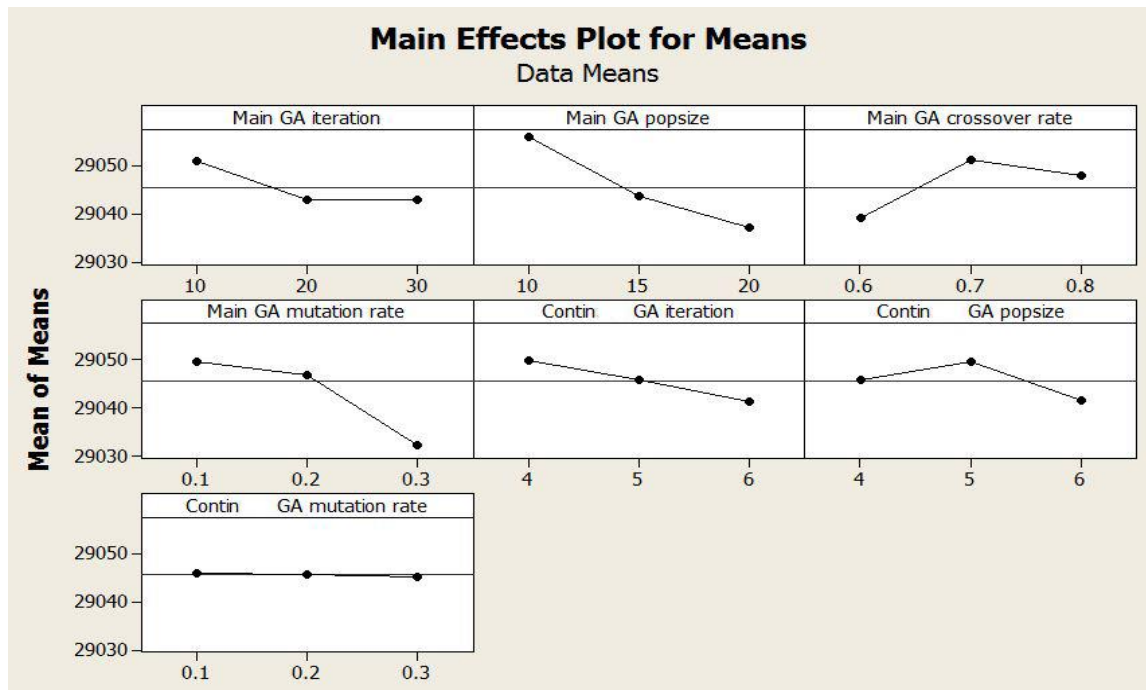 Main Effects Plot for Means
Data Means
Mean of Means
Main GA iteration Main GA popsize Main GA crossover rate
29050
29040
29030
10 20 30 10 15 20 0.6 0.7 0.8
Main GA mutation rate Contin GA iteration Contin GA popsize
29050
29040
29030
0.1 0.2 0.3 4 5 6 4 5 6
Contin GA mutation rate
29050
29040
29030
0.1 0.2 0.3